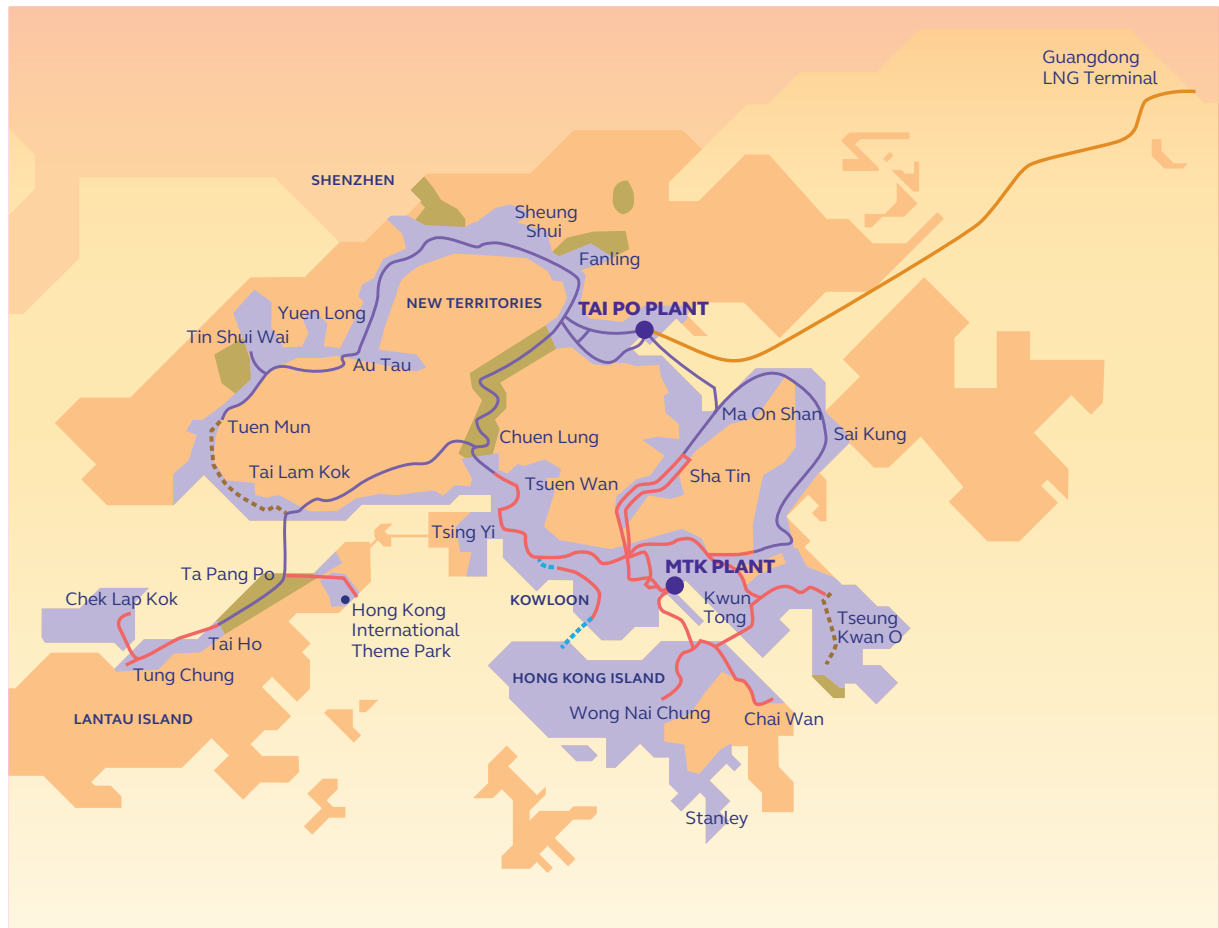 Guangdong
LNG Terminal
SHENZHEN
Sheung
Shui
Fanling
NEW TERRITORIES
TAI PO PLANT
Yuen Long
Tin Shui Wai
Au Tau
Ma On Shan
Tuen Mun
Chuen Lung
Sai Kung
Tai Lam Kok
Tsuen Wan
Sha Tin
Tsing Yi
MTK PLANT
Ta Pang Po
Chek Lap Kok
KOWLOON
Kwun
Tong
Hong Kong
International
Theme Park
Tseung
Kwan O
Tai Ho
Tung Chung
HONG KONG ISLAND
LANTAU ISLAND
Wong Nai Chung
Chai Wan
Stanley